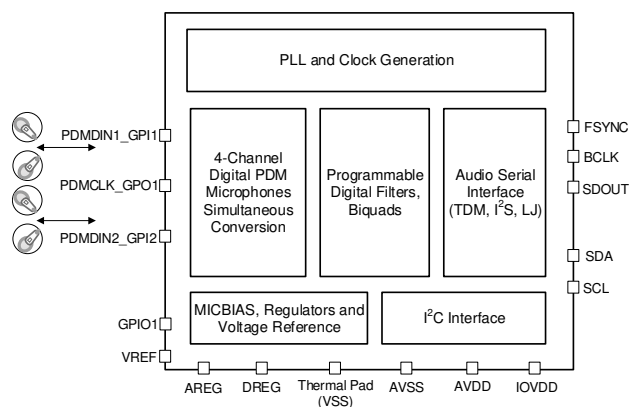 PLL and Clock Generation
PDMDIN1_GPI1
PDMCLK_GPO1
PDMDIN2_GPI2
GPIO1
VREF
4-Channel
Digital PDM
Microphones
Simultaneous
Conversion
Programmable
Digital Filters,
Biquads
Audio Serial
Interface
(TDM, I²S, LJ)
FSYNC
BCLK
SDOUT
SDA
SCL
MICBIAS, Regulators and
Voltage Reference
I²C Interface
AREG
DREG
Thermal Pad
(VSS)
AVSS
AVDD
IOVDD